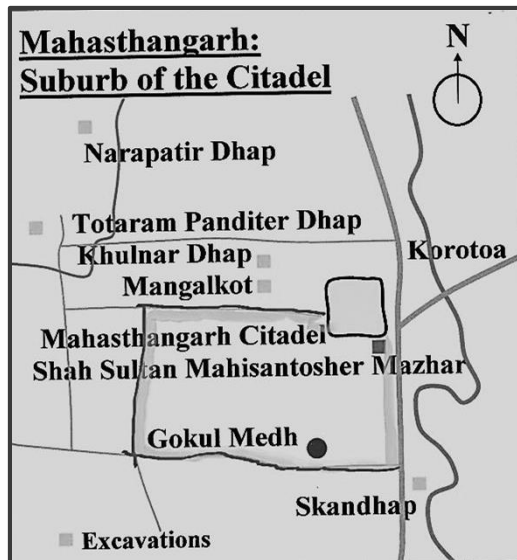 Mahasthangarh:
Suburb of the Citadel
N
Narapatir Dhap
Totaram Panditer Dhap
Khulnar Dhap
Korotoa
Mangalkot
Mahasthangarh Citadel
Shah Sultan Mahisantosher Mazhar
Gokul Medh
Skandhap
Excavations